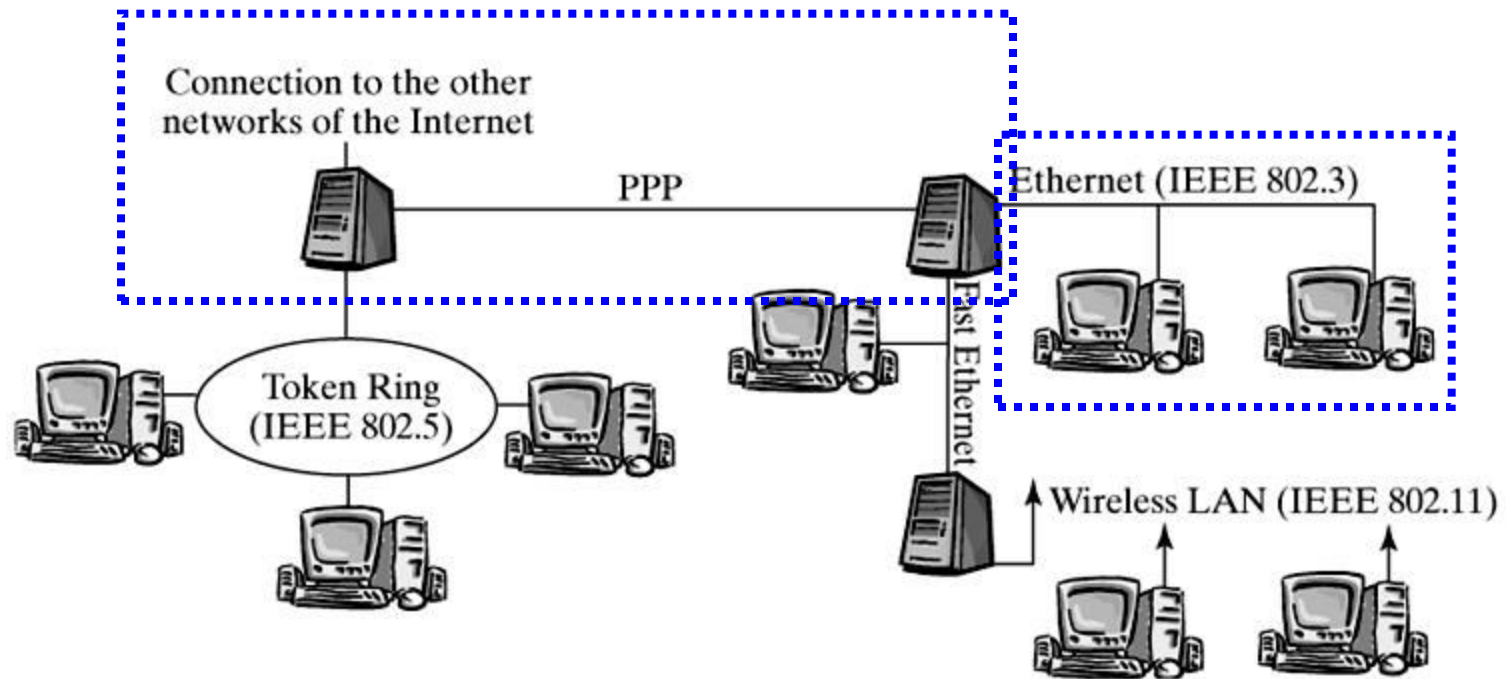 Connection to the other
networks of the Internet
PPP
Ethernet (IEEE 802.3)
Fast Ethernet
Token Ring
(IEEE 802.5)
Wireless LAN (IEEE 802.11)